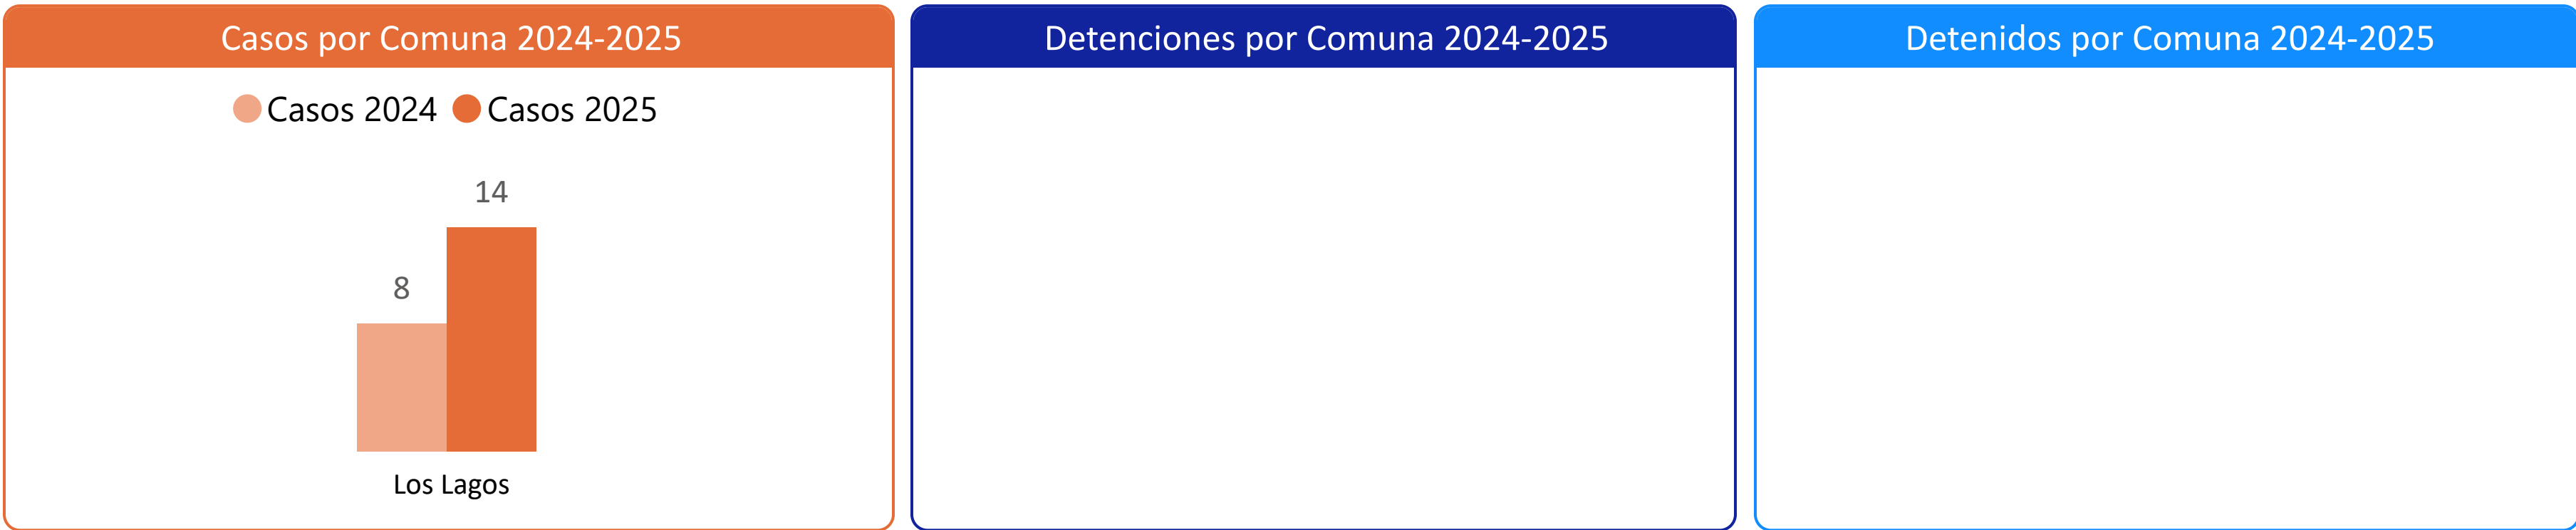 Casos por Comuna 2024-2025
Casos 2024 Casos 2025
14
8
Los Lagos
Detenciones por Comuna 2024-2025
Detenidos por Comuna 2024-2025